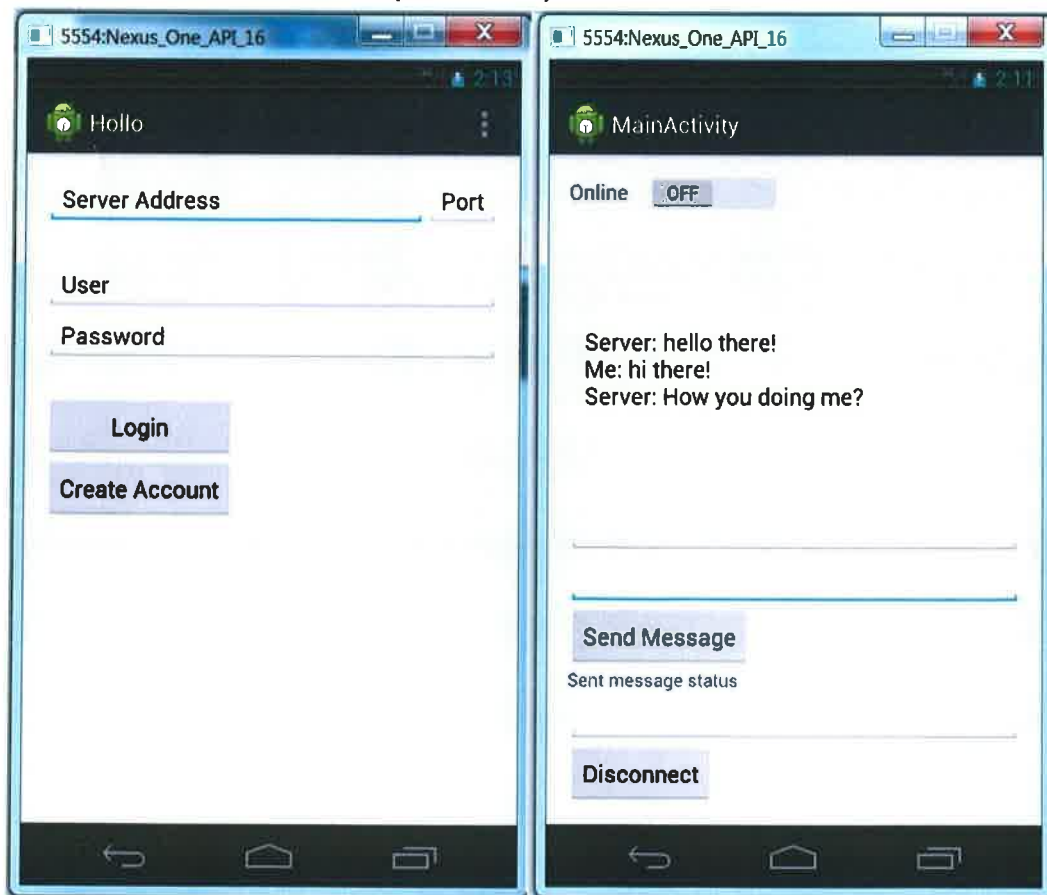 5554:Nexus_One_API_16
2:13
Hollo
Server Address
Port
User
Password
Login
Create Account
5554:Nexus_One_API_16
2:11
MainActivity
Online
OFF
Server: hello there!
Me: hi there!
Server: How you doing me?
Send Message
Sent message status
Disconnect